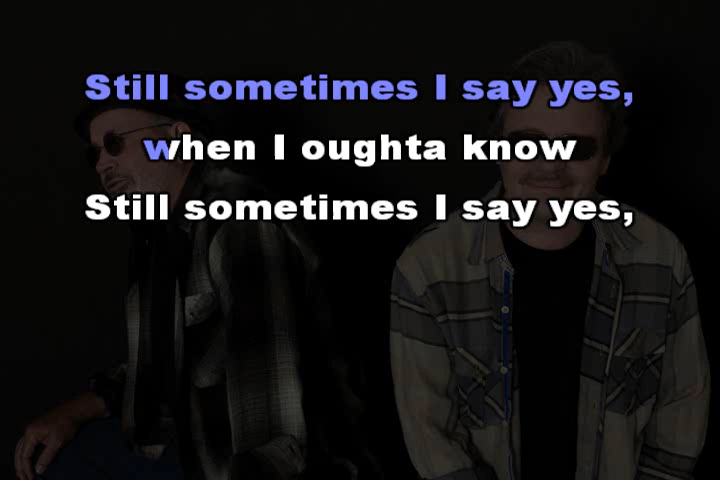 Still sometimes I say yes,
when I oughta know
Still sometimes I say yes,